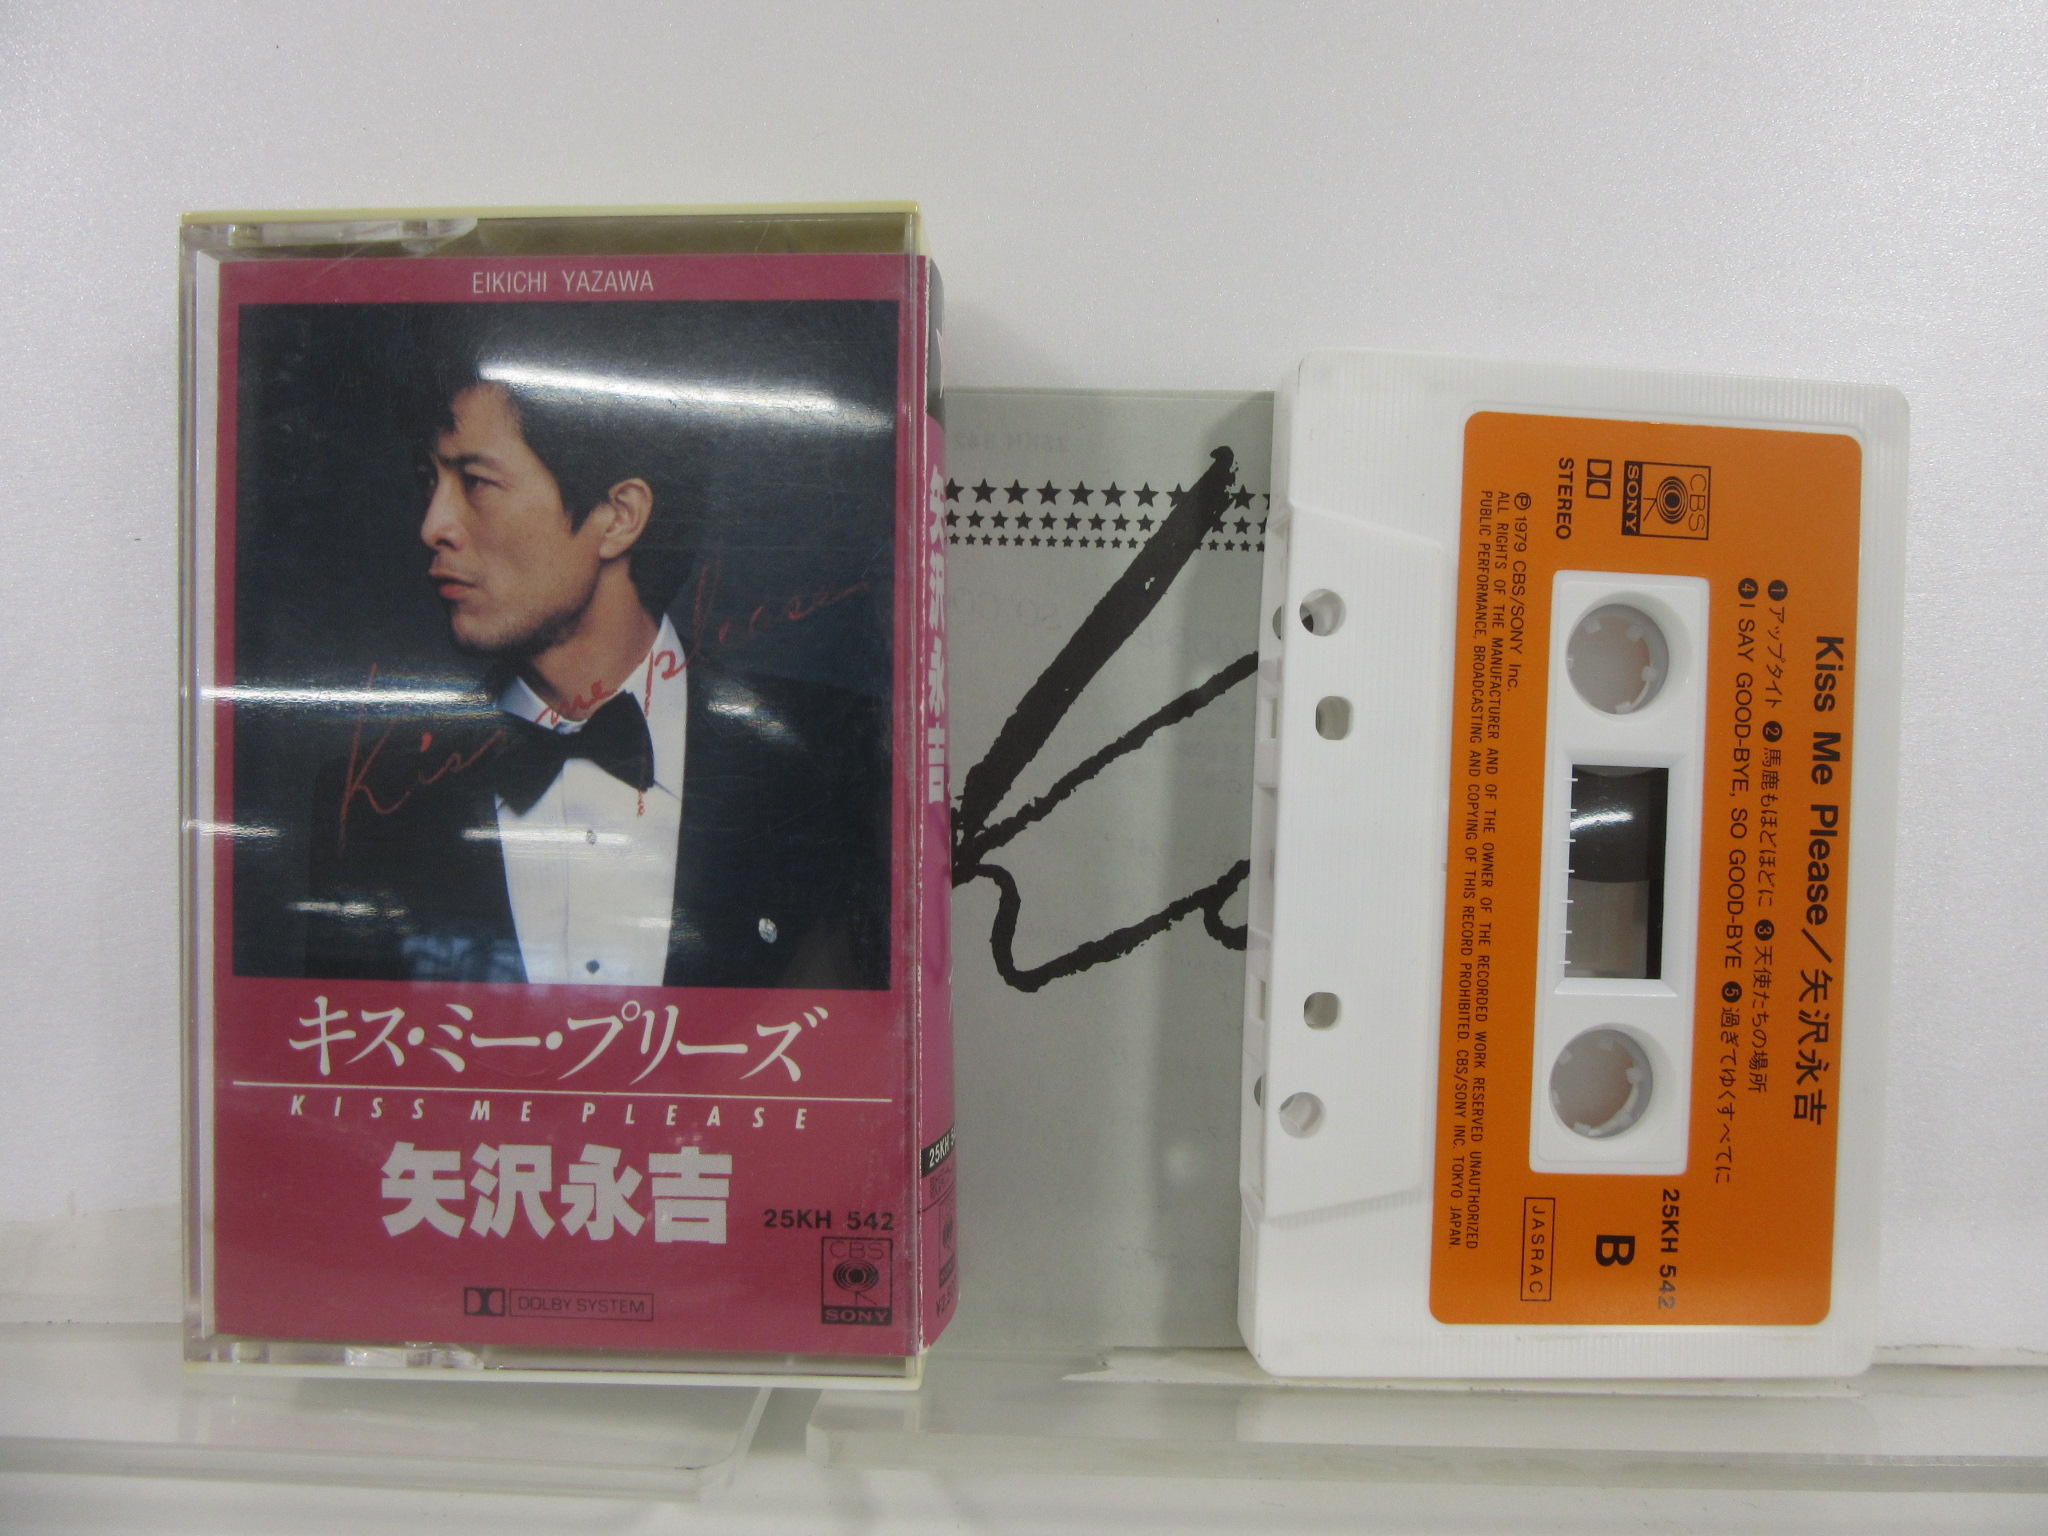 EIKICHI YAZAWA
Kiss me please
キス・ミー・プリーズ
KISS ME PLEASE
矢沢永吉
25KH 542
CBS
SONY
DOLBY SYSTEM
矢沢永吉
Kiss Me Please／矢沢永吉
❶アップタイト ❷馬鹿もほどほどに ❸天使たちの場所
❹I SAY GOOD-BYE, SO GOOD-BYE ❺過ぎてゆくすべてに
CBS
SONY
STEREO
25KH 542
B
JASRAC
Ⓟ1979 CBS/SONY Inc.
ALL RIGHTS OF THE MANUFACTURER AND OF THE OWNER OF THE RECORDED WORK RESERVED UNAUTHORIZED
PUBLIC PERFORMANCE, BROADCASTING AND COPYING OF THIS RECORD PROHIBITED. CBS/SONY INC. TOKYO JAPAN.